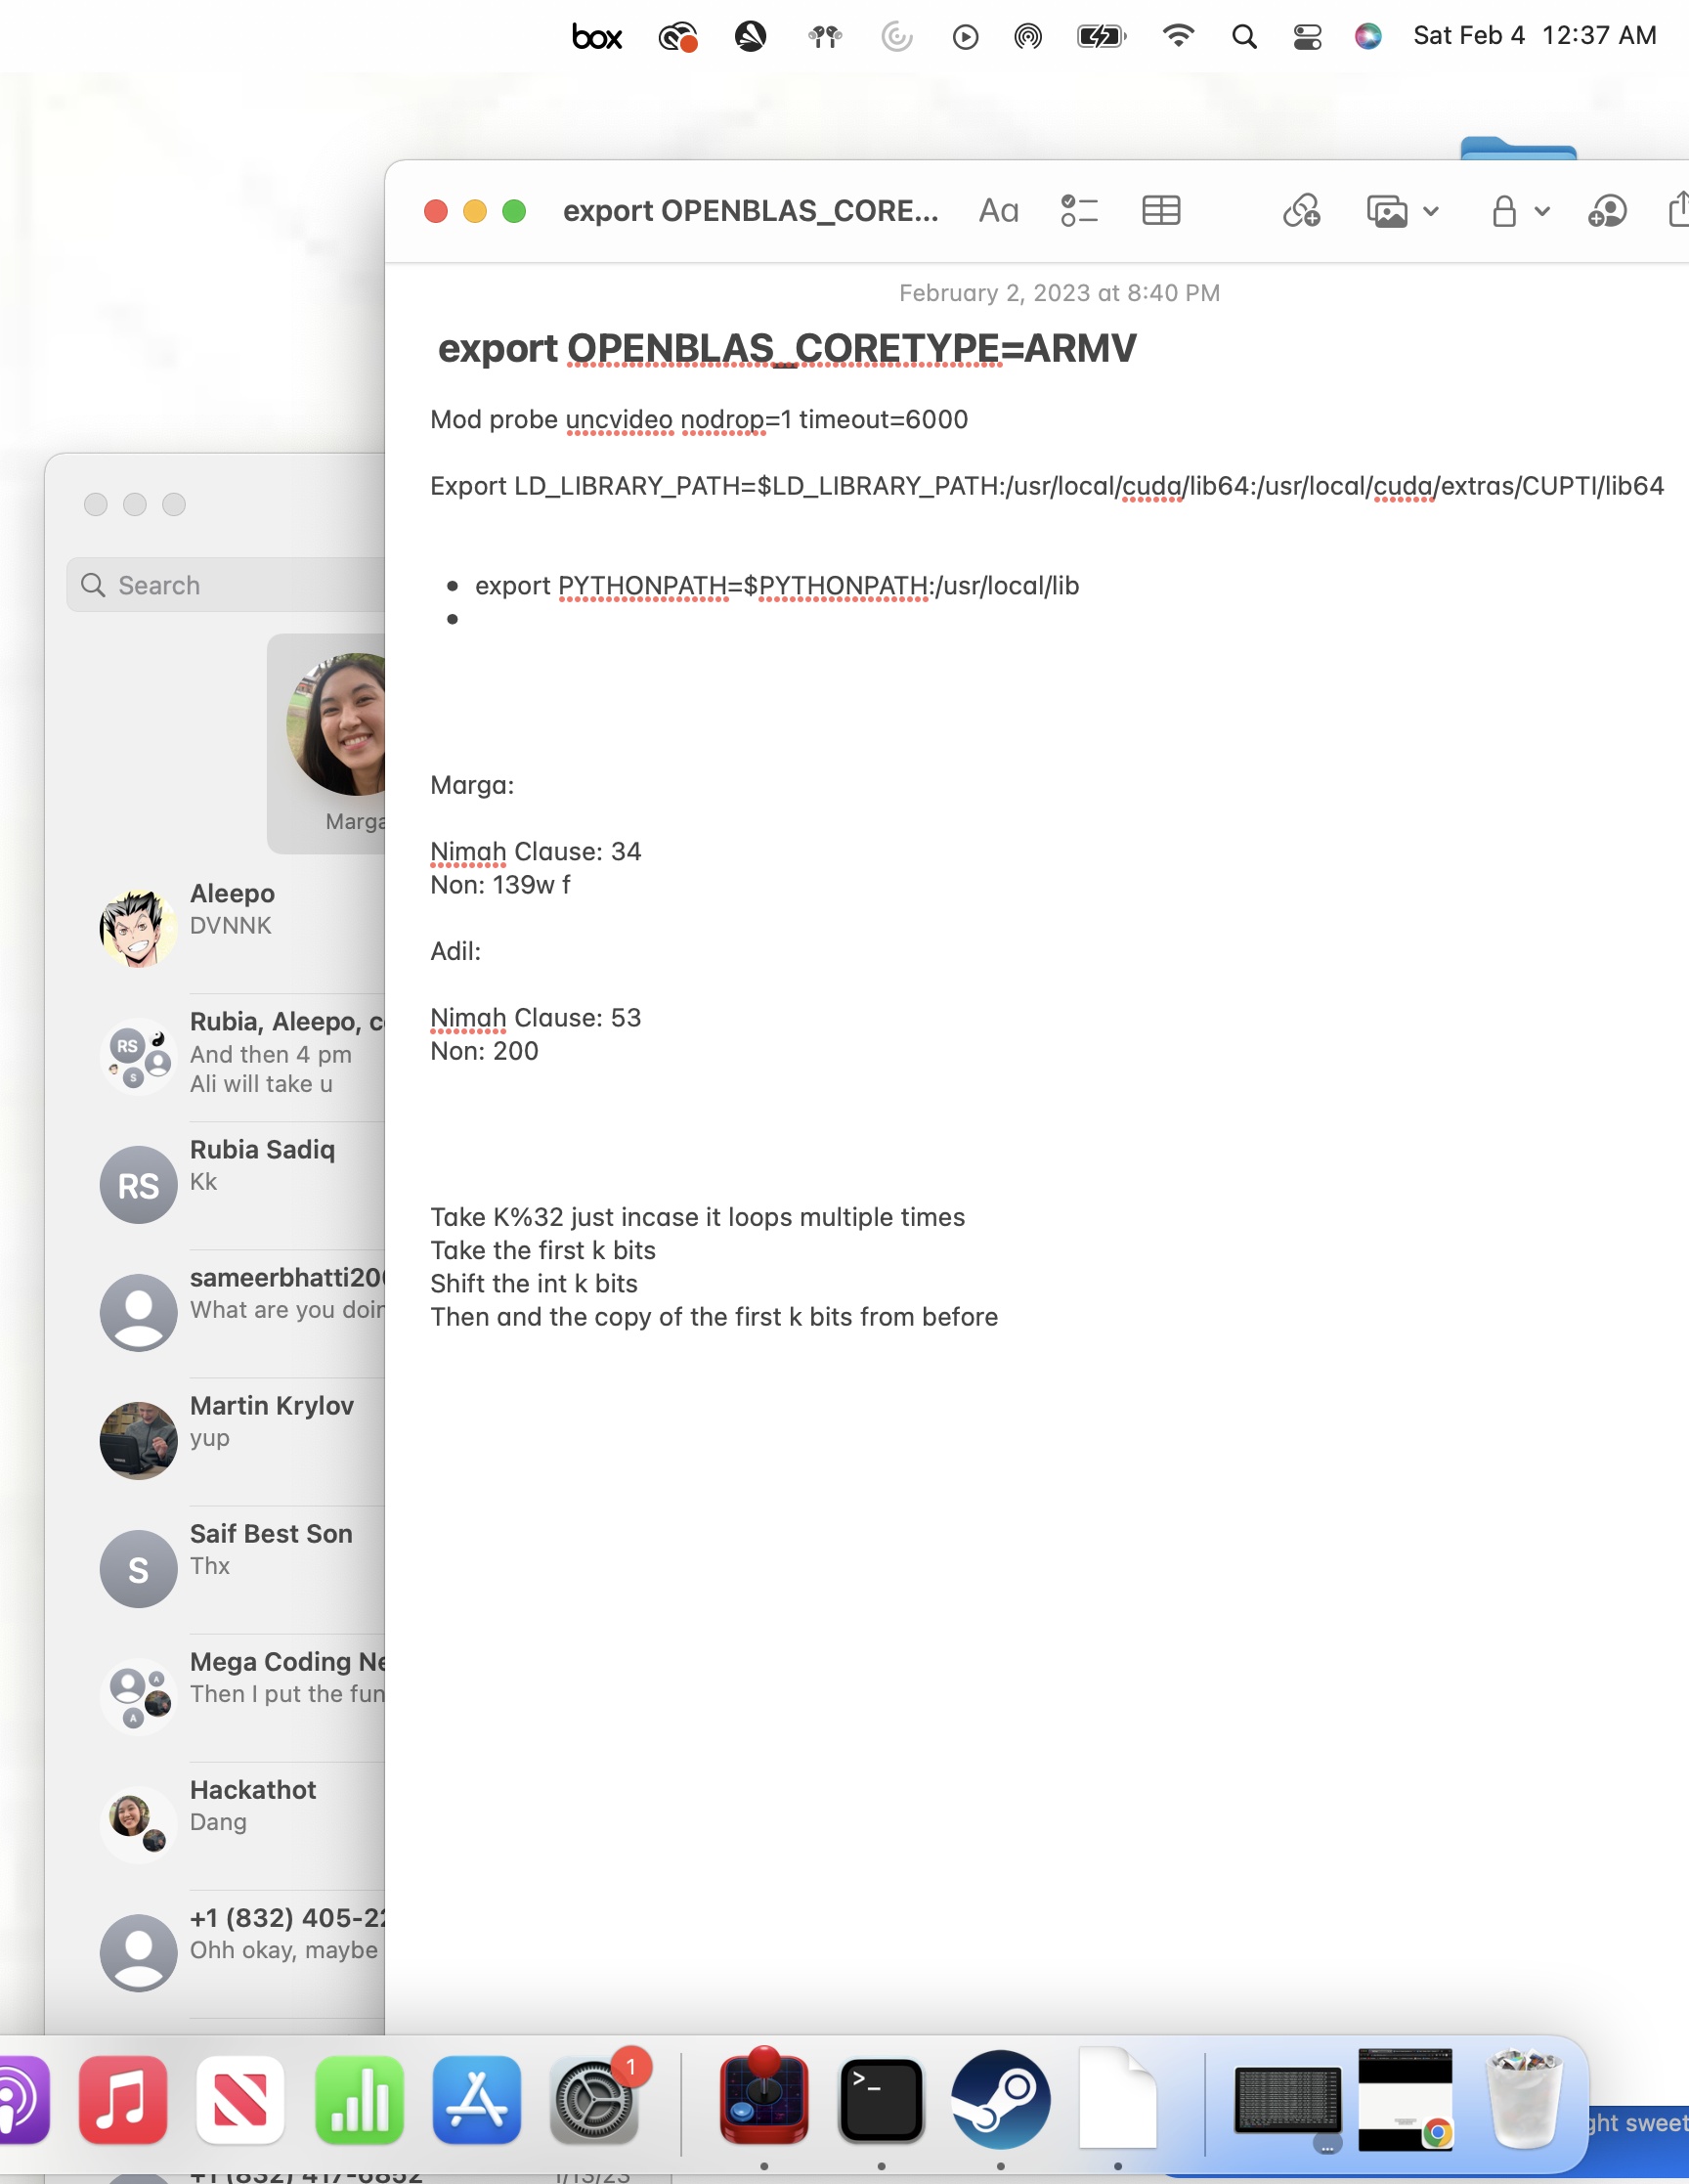 box
Sat Feb 4 12:37 AM
export OPENBLAS_CORE...
Aa
February 2, 2023 at 8:40 PM
export OPENBLAS_CORETYPE=ARMV
Mod probe uncvideo nodrop=1 timeout=6000
Export LD_LIBRARY_PATH=$LD_LIBRARY_PATH:/usr/local/cuda/lib64:/usr/local/cuda/extras/CUPTI/lib64
• export PYTHONPATH=$PYTHONPATH:/usr/local/lib
•
Marga:
Nimah Clause: 34
Non: 139w f
Adil:
Nimah Clause: 53
Non: 200
Take K%32 just incase it loops multiple times
Take the first k bits
Shift the int k bits
Then and the copy of the first k bits from before
Search
Marga
Aleepo
DVNNK
Rubia, Aleepo, c
RS
S
And then 4 pm
Ali will take u
Rubia Sadiq
RS
Kk
sameerbhatti20
What are you doin
Martin Krylov
yup
Saif Best Son
S
Thx
Mega Coding Ne
A
A
Then I put the fun
Hackathot
Dang
+1 (832) 405-22
Ohh okay, maybe
1
>_
ght sweet
+1 (832) 417-6852
1/13/23